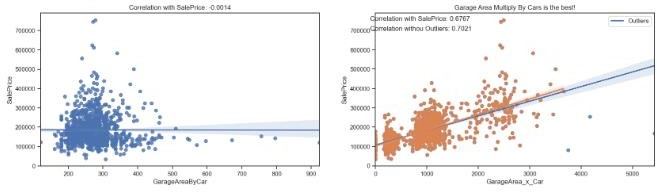 Correlation with SalePrice: -0.0014
700000
600000
500000
400000
300000
200000
100000
0
SalePrice
200 300 400 500 600 700 800 900
GarageAreaByCar
Garage Area Multiply By Cars is the best!
Correlation with SalePrice: 0.6767
Correlation withou Outliers: 0.7021
Outliers
700000
600000
500000
400000
300000
200000
100000
0
SalePrice
0 1000 2000 3000 4000 5000
GarageArea_x_Car